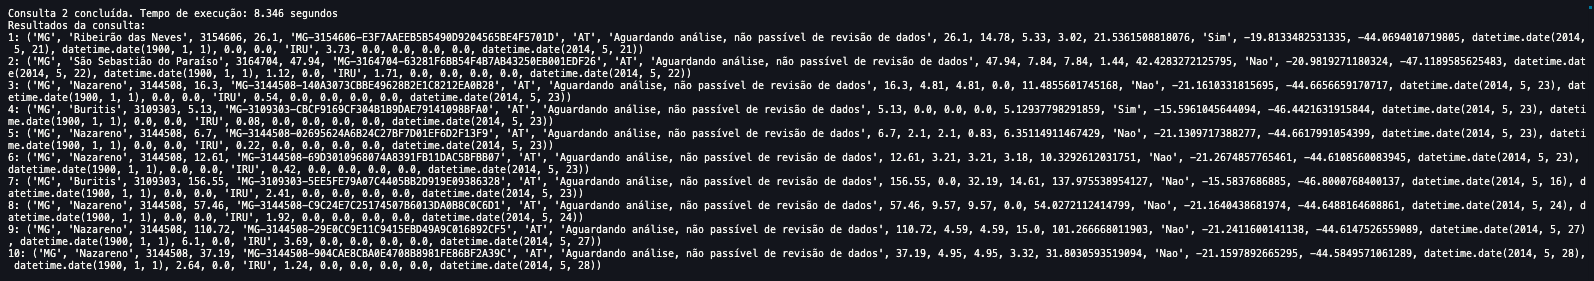 Consulta 2 concluída. Tempo de execução: 8.346 segundos
Resultados da consulta:
1: ('MG', 'Ribeirão das Neves', 3154606, 26.1, 'MG-3154606-E3F7AAEEB5B5490D9204565BE4F5701D', 'AT', 'Aguardando análise, não passível de revisão de dados', 26.1, 14.78, 5.33, 3.02, 21.5361508818076, 'Sim', -19.8133482531335, -44.0694010719805, datetime.date(2014,
 5, 21), datetime.date(1900, 1, 1), 0.0, 0.0, 'IRU', 3.73, 0.0, 0.0, 0.0, 0.0, datetime.date(2014, 5, 21))
2: ('MG', 'São Sebastião do Paraíso', 3164704, 47.94, 'MG-3164704-63281F6BB54F4B7AB43250EB001EDF26', 'AT', 'Aguardando análise, não passível de revisão de dados', 47.94, 7.84, 7.84, 1.44, 42.4283272125795, 'Nao', -20.9819271180324, -47.1189585625483, datetime.dat
e(2014, 5, 22), datetime.date(1900, 1, 1), 1.12, 0.0, 'IRU', 1.71, 0.0, 0.0, 0.0, 0.0, datetime.date(2014, 5, 22))
3: ('MG', 'Nazareno', 3144508, 16.3, 'MG-3144508-140A3073CBBE49628B2E1C8212EA0B28', 'AT', 'Aguardando análise, não passível de revisão de dados', 16.3, 4.81, 4.81, 0.0, 11.4855601745168, 'Nao', -21.1610331815695, -44.6656659170717, datetime.date(2014, 5, 23), dat
etime.date(1900, 1, 1), 0.0, 0.0, 'IRU', 0.54, 0.0, 0.0, 0.0, 0.0, datetime.date(2014, 5, 23))
4: ('MG', 'Buritis', 3109303, 5.13, 'MG-3109303-CBCF9169CF304B1B9DAE7914109BBFA0', 'AT', 'Aguardando análise, não passível de revisão de dados', 5.13, 0.0, 0.0, 0.0, 5.12937798291859, 'Sim', -15.5961045644094, -46.4421631915844, datetime.date(2014, 5, 23), dateti
me.date(1900, 1, 1), 0.0, 0.0, 'IRU', 0.08, 0.0, 0.0, 0.0, 0.0, datetime.date(2014, 5, 23))
5: ('MG', 'Nazareno', 3144508, 6.7, 'MG-3144508-02695624A6B24C27BF7D01EF6D2F13F9', 'AT', 'Aguardando análise, não passível de revisão de dados', 6.7, 2.1, 2.1, 0.83, 6.35114911467429, 'Nao', -21.1309717388277, -44.6617991054399, datetime.date(2014, 5, 23), dateti
me.date(1900, 1, 1), 0.0, 0.0, 'IRU', 0.22, 0.0, 0.0, 0.0, 0.0, datetime.date(2014, 5, 23))
6: ('MG', 'Nazareno', 3144508, 12.61, 'MG-3144508-69D3010968074A8391FB11DAC5BFBB07', 'AT', 'Aguardando análise, não passível de revisão de dados', 12.61, 3.21, 3.21, 3.18, 10.3292612031751, 'Nao', -21.2674857765461, -44.6108560083945, datetime.date(2014, 5, 23),
datetime.date(1900, 1, 1), 0.0, 0.0, 'IRU', 0.42, 0.0, 0.0, 0.0, 0.0, datetime.date(2014, 5, 23))
7: ('MG', 'Buritis', 3109303, 156.55, 'MG-3109303-5EE5FF79A07C4405BB2D919E09386328', 'AT', 'Aguardando análise, não passível de revisão de dados', 156.55, 0.0, 32.19, 14.61, 137.975538954127, 'Nao', -15.5837686885, -46.8000768400137, datetime.date(2014, 5, 16), d
atetime.date(1900, 1, 1), 0.0, 0.0, 'IRU', 2.41, 0.0, 0.0, 0.0, 0.0, datetime.date(2014, 5, 23))
8: ('MG', 'Nazareno', 3144508, 57.46, 'MG-3144508-C9C24E7C25174507B6013DA0B8C0C6D1', 'AT', 'Aguardando análise, não passível de revisão de dados', 57.46, 9.57, 9.57, 0.0, 54.0272112414799, 'Nao', -21.1640438681974, -44.6488164608861, datetime.date(2014, 5, 24), d
atetime.date(1900, 1, 1), 0.0, 0.0, 'IRU', 1.92, 0.0, 0.0, 0.0, 0.0, datetime.date(2014, 5, 24))
9: ('MG', 'Nazareno', 3144508, 110.72, 'MG-3144508-29E0CC9E11C9415EBD49A9C016892CF5', 'AT', 'Aguardando análise, não passível de revisão de dados', 110.72, 4.59, 4.59, 15.0, 101.266668011903, 'Nao', -21.2411600141138, -44.6147526559089, datetime.date(2014, 5, 27)
, datetime.date(1900, 1, 1), 6.1, 0.0, 'IRU', 3.69, 0.0, 0.0, 0.0, 0.0, datetime.date(2014, 5, 27))
10: ('MG', 'Nazareno', 3144508, 37.19, 'MG-3144508-904CAE8CBA0E4708B8981FE86BF2A39C', 'AT', 'Aguardando análise, não passível de revisão de dados', 37.19, 4.95, 4.95, 3.32, 31.8030593519094, 'Nao', -21.1597892665295, -44.5849571061289, datetime.date(2014, 5, 28),
 datetime.date(1900, 1, 1), 2.64, 0.0, 'IRU', 1.24, 0.0, 0.0, 0.0, 0.0, datetime.date(2014, 5, 28))